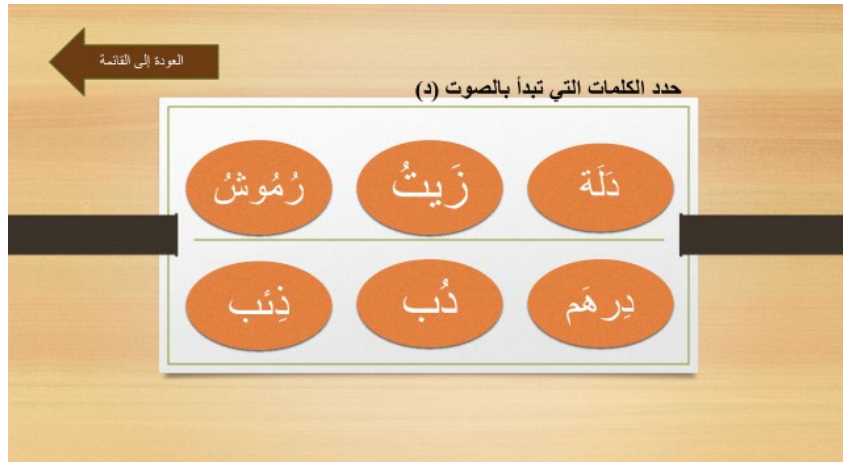 العودة إلى القائمة
حدد الكلمات التي تبدأ بالصوت (د)
دَلَة زَيتُ رُمُوشُ
دِرهَم دُب ذِئب